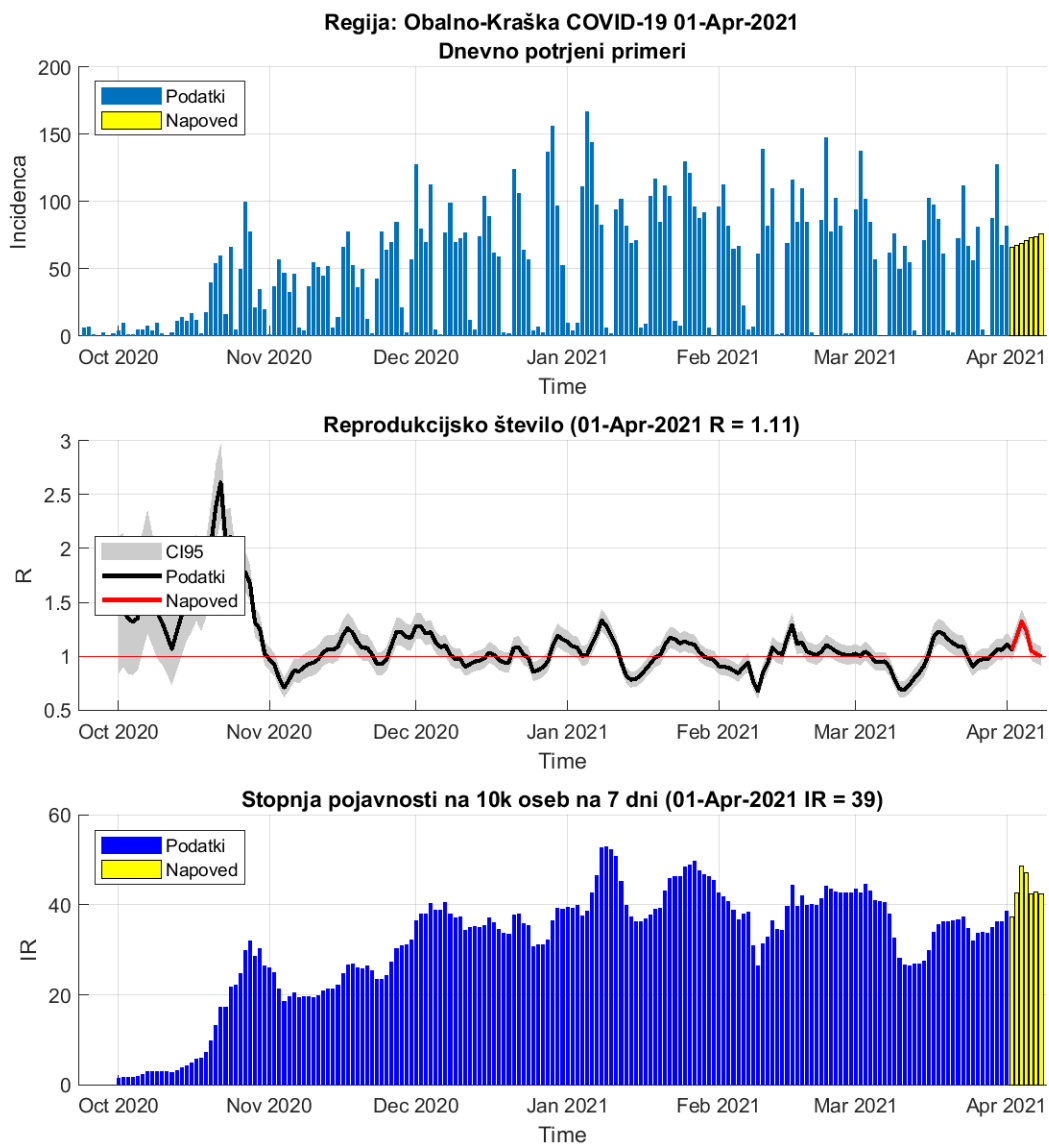 Regija: Obalno-Kraška COVID-19 01-Apr-2021
Dnevno potrjeni primeri
200
150
100
50
0
Incidenca
Podatki
Napoved
Oct 2020 Nov 2020 Dec 2020 Jan 2021 Feb 2021 Mar 2021 Apr 2021
Time
Reprodukcijsko število (01-Apr-2021 R = 1.11)
3
2.5
2
1.5
1
0.5
R
CI95
Podatki
Napoved
Oct 2020 Nov 2020 Dec 2020 Jan 2021 Feb 2021 Mar 2021 Apr 2021
Time
Stopnja pojavnosti na 10k oseb na 7 dni (01-Apr-2021 IR = 39)
60
40
20
0
IR
Podatki
Napoved
Oct 2020 Nov 2020 Dec 2020 Jan 2021 Feb 2021 Mar 2021 Apr 2021
Time